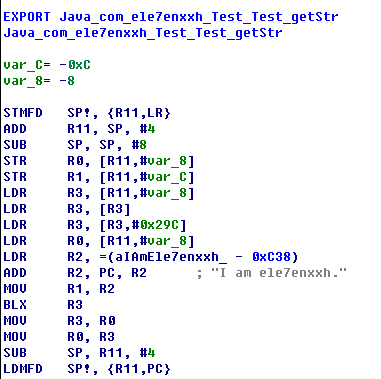 EXPORT Java_com_ele7enxxh_Test_Test_getStr
Java_com_ele7enxxh_Test_Test_getStr
var_C= -0xC
var_8= -8
STMFD SP!, {R11,LR}
ADD R11, SP, #4
SUB SP, SP, #8
STR R0, [R11,#var_8]
STR R1, [R11,#var_C]
LDR R3, [R11,#var_8]
LDR R3, [R3]
LDR R3, [R3,#0x29C]
LDR R0, [R11,#var_8]
LDR R2, =(aIAmEle7enxxh_ - 0xC38)
ADD R2, PC, R2 ; "I am ele7enxxh."
MOV R1, R2
BLX R3
MOV R3, R0
MOV R0, R3
SUB SP, R11, #4
LDMFD SP!, {R11,PC}